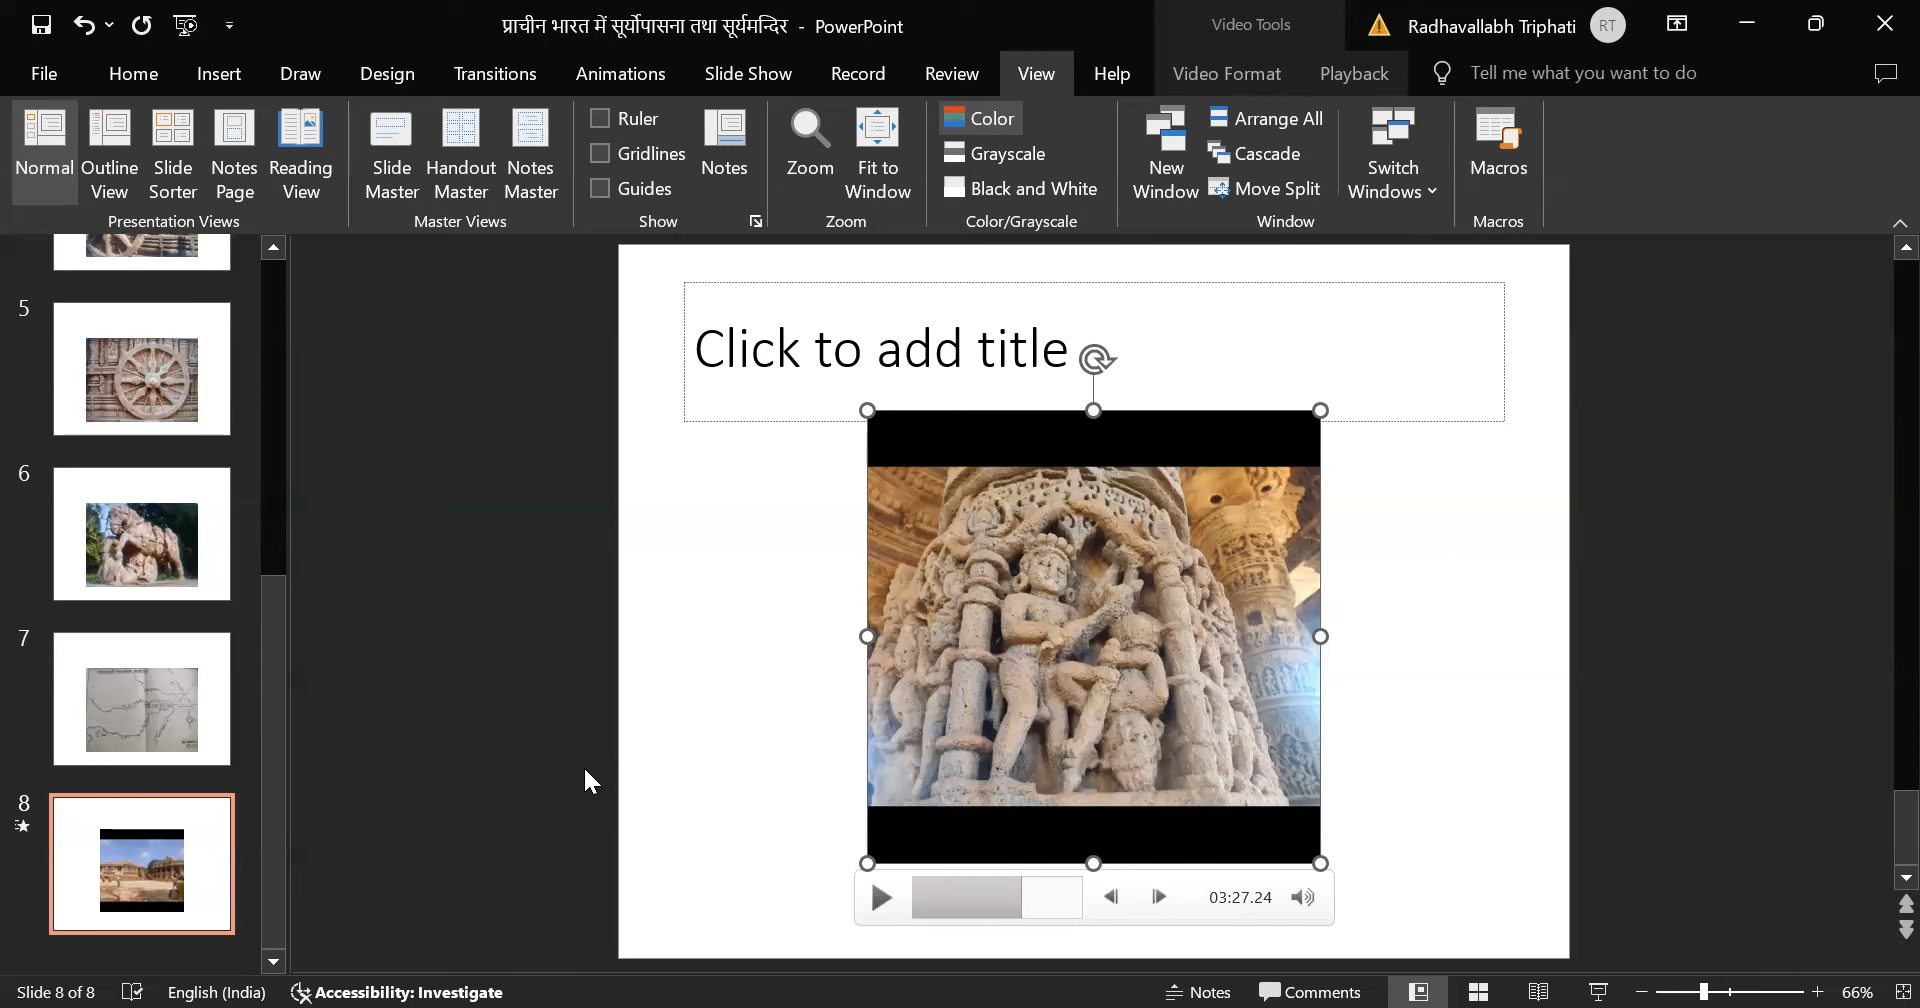 प्राचीन भारत में सूर्योपासना तथा सूर्यमन्दिर - PowerPoint
Video Tools
Radhavallabh Triphati
RT
File Home Insert Draw Design Transitions Animations Slide Show Record Review View Help Video Format Playback Tell me what you want to do
Normal
Outline View
Slide Sorter
Notes Page
Reading View
Presentation Views
Slide Master
Handout Master
Notes Master
Master Views
Ruler
Gridlines
Guides
Notes
Show
Zoom
Fit to Window
Zoom
Color
Grayscale
Black and White
Color/Grayscale
New Window
Arrange All
Cascade
Move Split
Switch Windows
Window
Macros
Macros
5
6
7
8
Click to add title
03:27.24
Slide 8 of 8 English (India) Accessibility: Investigate Notes Comments 66%